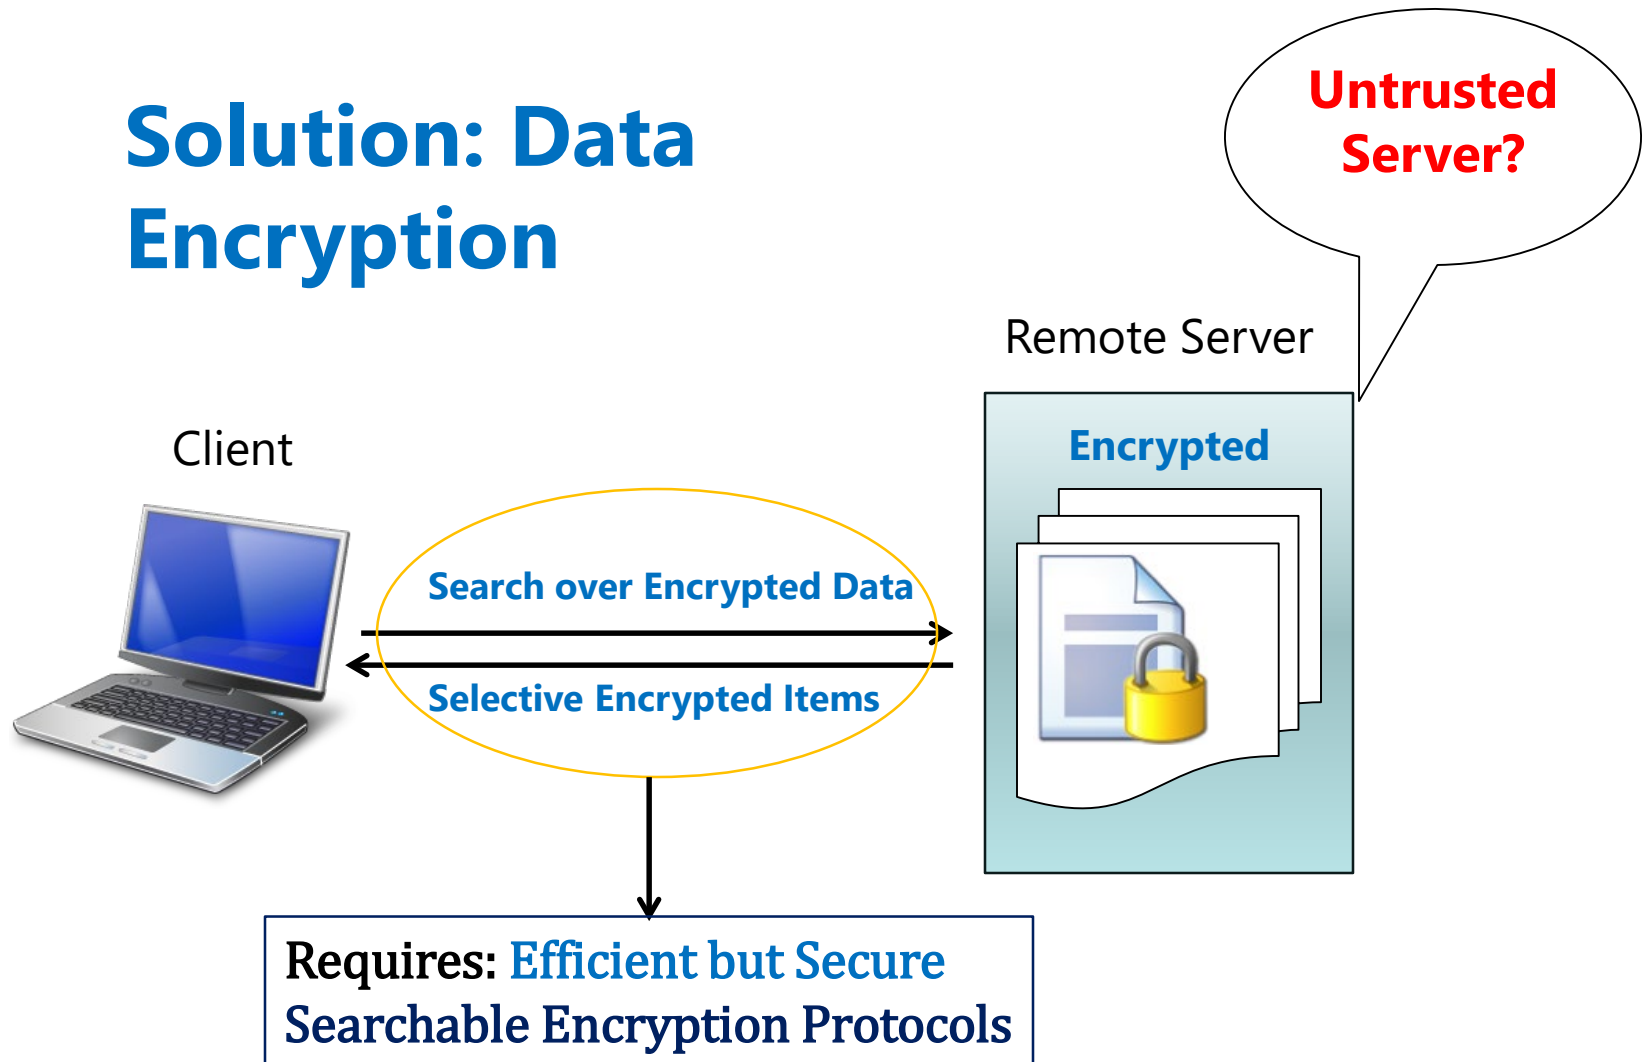 Solution: Data
Encryption
Untrusted
Server?
Remote Server
Client
Encrypted
Search over Encrypted Data
Selective Encrypted Items
Requires: Efficient but Secure
Searchable Encryption Protocols